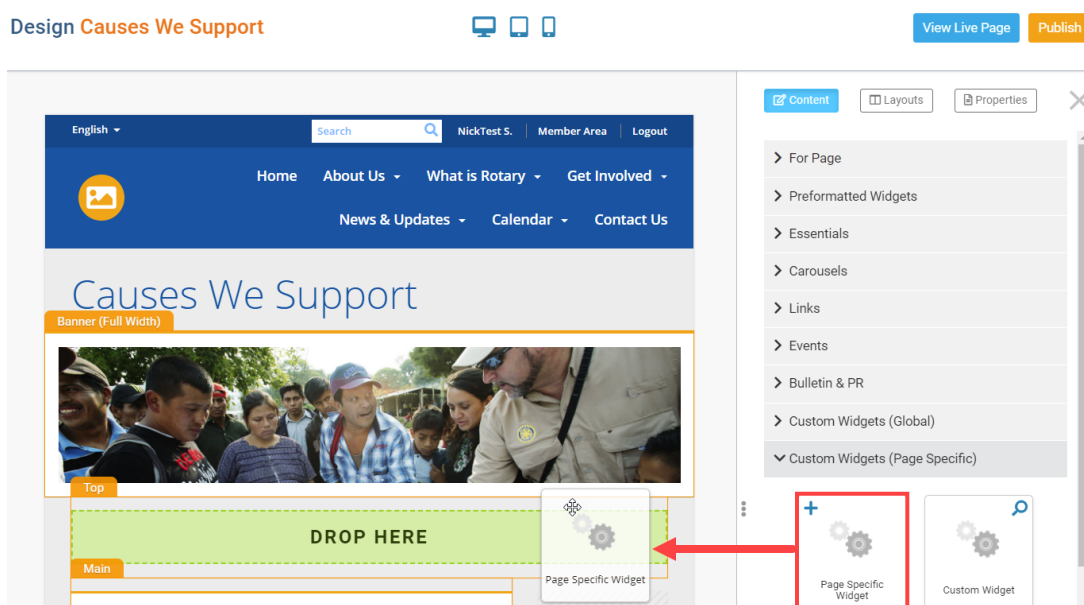 Design Causes We Support
View Live Page
Publish
Content
Layouts
Properties
English
Search
NickTest S.
Member Area
Logout
Home
About Us
What is Rotary
Get Involved
News & Updates
Calendar
Contact Us
Causes We Support
Banner (Full Width)
Top
DROP HERE
Main
Page Specific Widget
For Page
Preformatted Widgets
Essentials
Carousels
Links
Events
Bulletin & PR
Custom Widgets (Global)
Custom Widgets (Page Specific)
Page Specific
Widget
Custom Widget